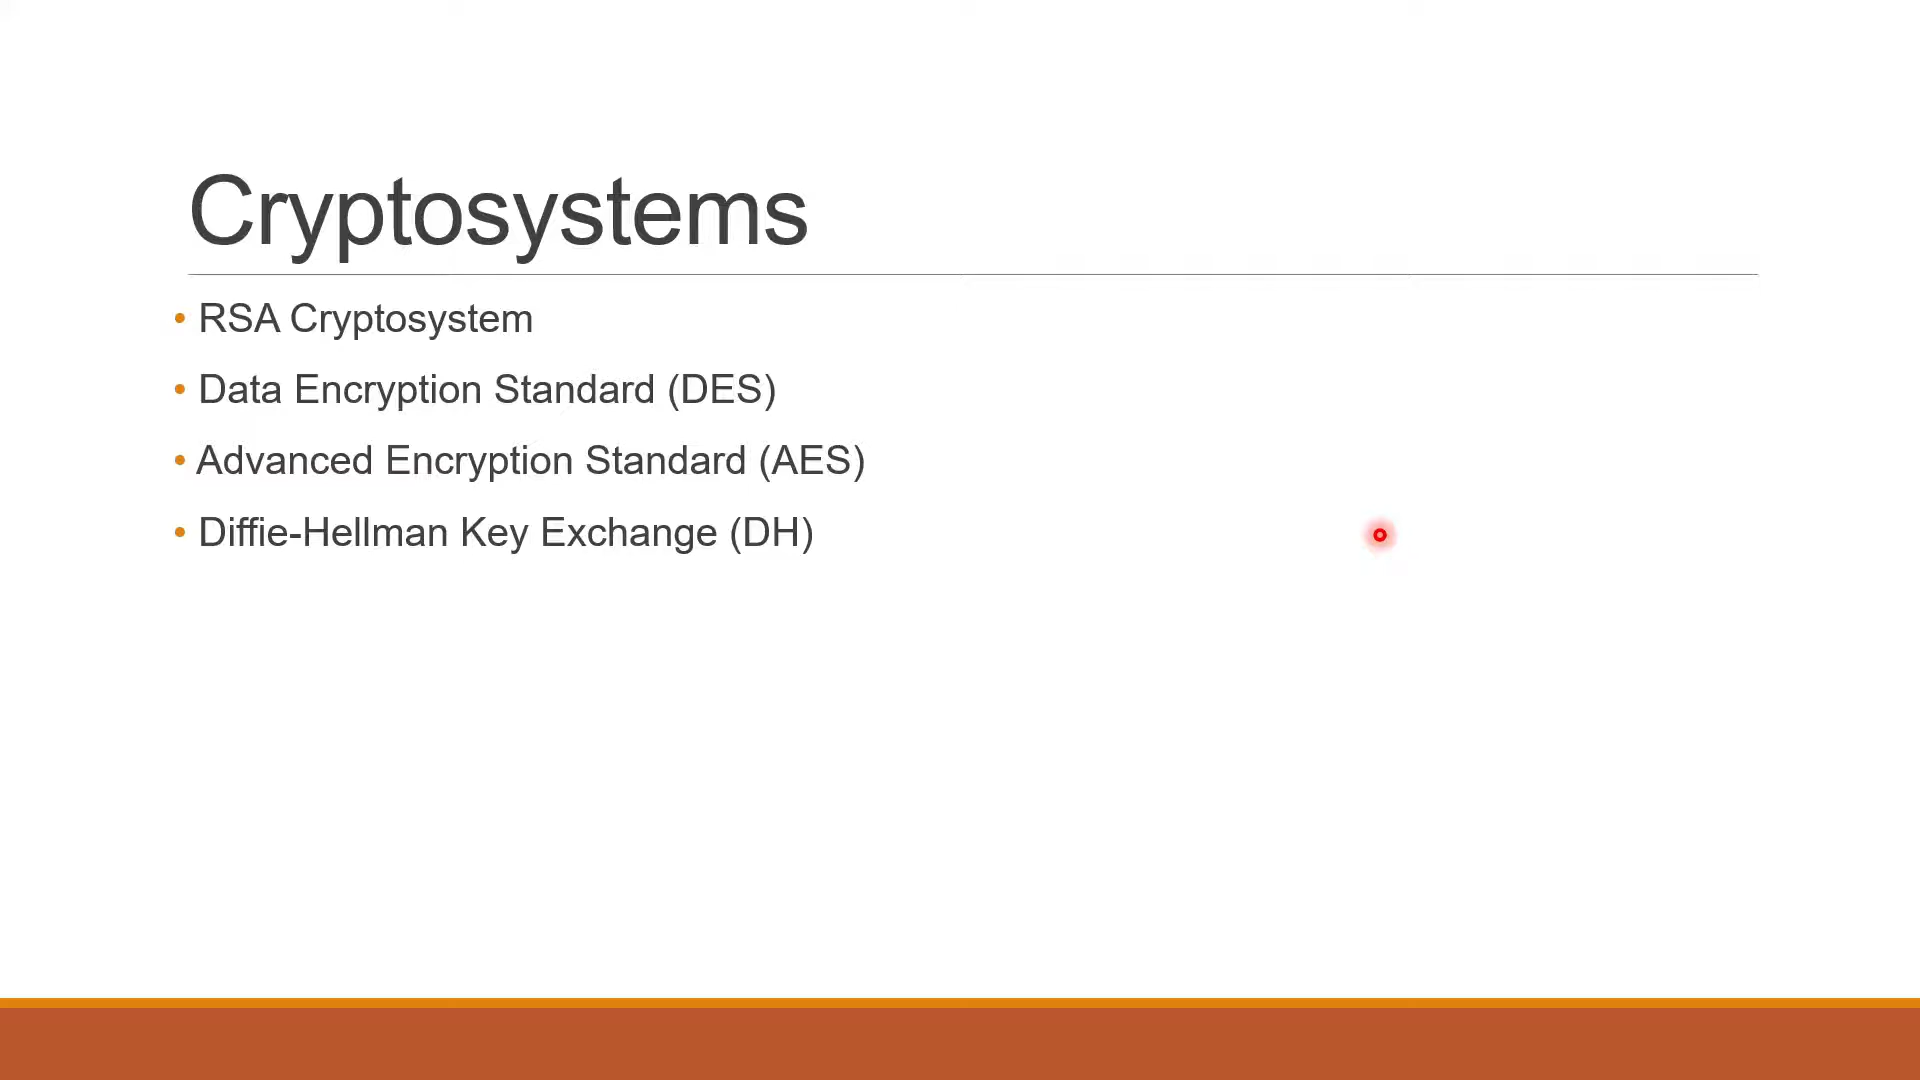 Cryptosystems
• RSA Cryptosystem
• Data Encryption Standard (DES)
• Advanced Encryption Standard (AES)
• Diffie-Hellman Key Exchange (DH)